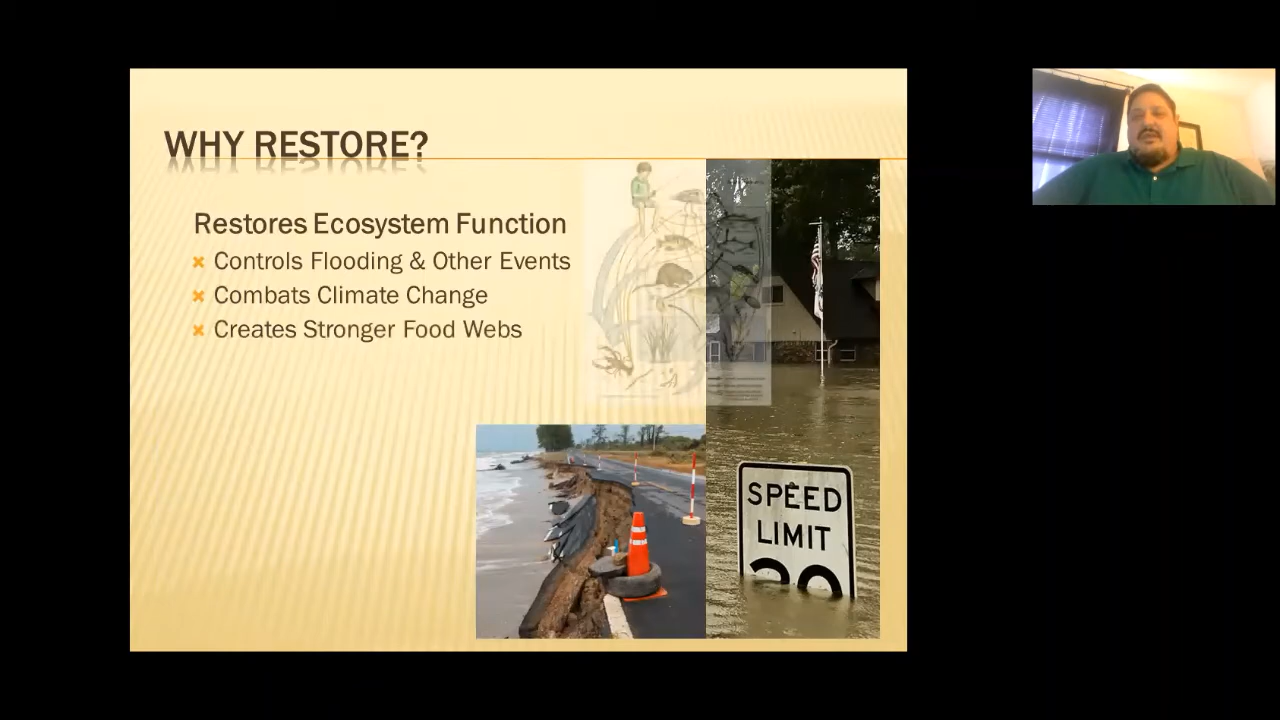 WHY RESTORE?
Restores Ecosystem Function
Controls Flooding & Other Events
Combats Climate Change
Creates Stronger Food Webs
SPEED
LIMIT